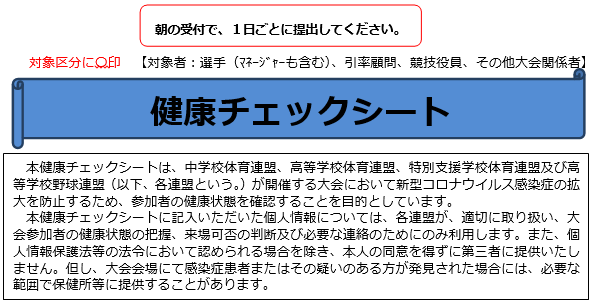 朝の受付で、１日ごとに提出してください。
対象区分に○印　【対象者：選手（ﾏﾈｰｼﾞｬｰも含む）、引率顧問、競技役員、その他大会関係者】
健康チェックシート
本健康チェックシートは、中学校体育連盟、高等学校体育連盟、特別支援学校体育連盟及び高
等学校野球連盟（以下、各連盟という。）が開催する大会において新型コロナウイルス感染症の拡
大を防止するため、参加者の健康状態を確認することを目的としています。
本健康チェックシートに記入いただいた個人情報については、各連盟が、適切に取り扱い、大
会参加者の健康状態の把握、来場可否の判断及び必要な連絡のためにのみ利用します。また、個
人情報保護法等の法令において認められる場合を除き、本人の同意を得ずに第三者に提供いたし
ません。但し、大会会場にて感染症患者またはその疑いのある方が発見された場合には、必要な
範囲で保健所等に提供することがあります。